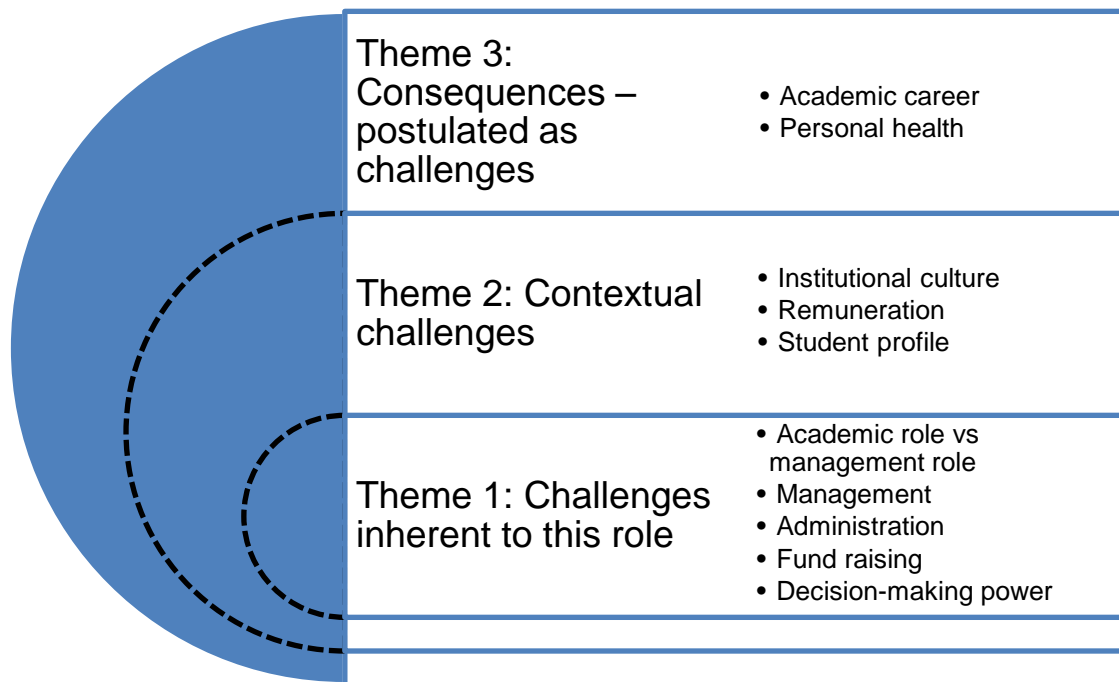 Theme 3:
Consequences –
postulated as
challenges
• Academic career
• Personal health
Theme 2: Contextual
challenges
• Institutional culture
• Remuneration
• Student profile
Theme 1: Challenges
inherent to this role
• Academic role vs
management role
• Management
• Administration
• Fund raising
• Decision-making power